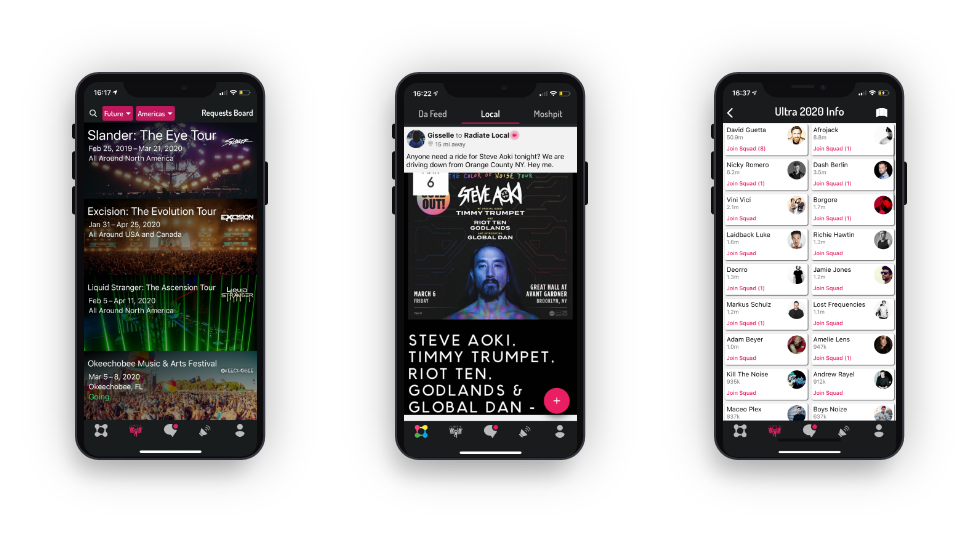 16:17
Future
Americas
Requests Board
Slander: The Eye Tour
Feb 25, 2019 – Mar 21, 2020
All Around North America
SLANDER
Excision: The Evolution Tour
EXCISION
Jan 31 – Apr 25, 2020
All Around USA and Canada
Liquid Stranger: The Ascension Tour
LIQUID
STRANGER
Feb 5 – Apr 11, 2020
All Around North America
Okeechobee Music & Arts Festival
OKEECHOBEE
Mar 5 – 8, 2020
Okeechobee, FL
Going
16:22
Da Feed
Local
Moshpit
Gisselle to Radiate Local
15 mi away
Anyone need a ride for Steve Aoki tonight? We are
driving down from Orange County NY. Hey me.
6
OUT!
STEVE AOKI
TIMMY TRUMPET
RIOT TEN
GODLANDS
GLOBAL DAN
MARCH 6
FRIDAY
GREAT HALL AT
AVANT GARDNER
BROOKLYN, NY
STEVE AOKI,
TIMMY TRUMPET,
RIOT TEN,
GODLANDS &
GLOBAL DAN -
+
16:37
Ultra 2020 Info
David Guetta
50.9m
Join Squad (8)
Afrojack
8.8m
Join Squad (1)
Nicky Romero
6.2m
Join Squad (1)
Dash Berlin
3.5m
Join Squad (1)
Vini Vici
2.1m
Join Squad
Borgore
1.7m
Join Squad (1)
Laidback Luke
1.6m
Join Squad
Richie Hawtin
1.3m
Join Squad
Deorro
1.3m
Join Squad (1)
Jamie Jones
1.2m
Join Squad
Markus Schulz
1.2m
Join Squad (1)
Lost Frequencies
1.1m
Join Squad
Adam Beyer
1.0m
Join Squad
Amelie Lens
947k
Join Squad (1)
Kill The Noise
935k
Join Squad
Andrew Rayel
912k
Join Squad
Maceo Plex
837k
Boys Noize
637k